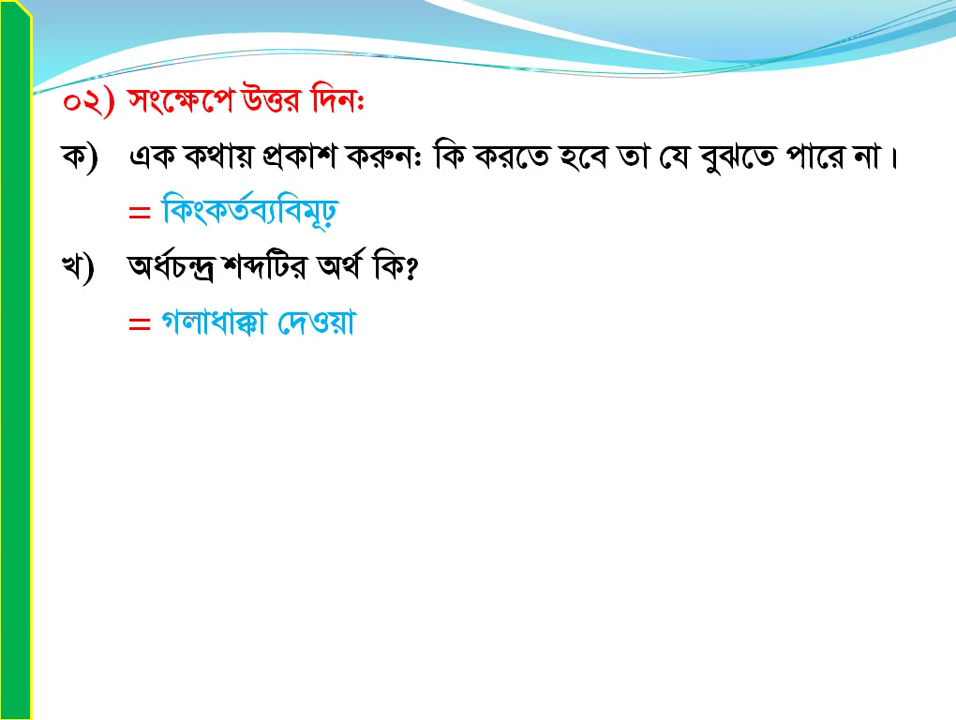 ০২) সংক্ষেপে উত্তর দিন:
ক) এক কথায় প্রকাশ করুন: কি করতে হবে তা যে বুঝতে পারে না।
= কিংকর্তব্যবিমূঢ়
খ) অর্ধচন্দ্র শব্দটির অর্থ কি?
= গলাধাক্কা দেওয়া